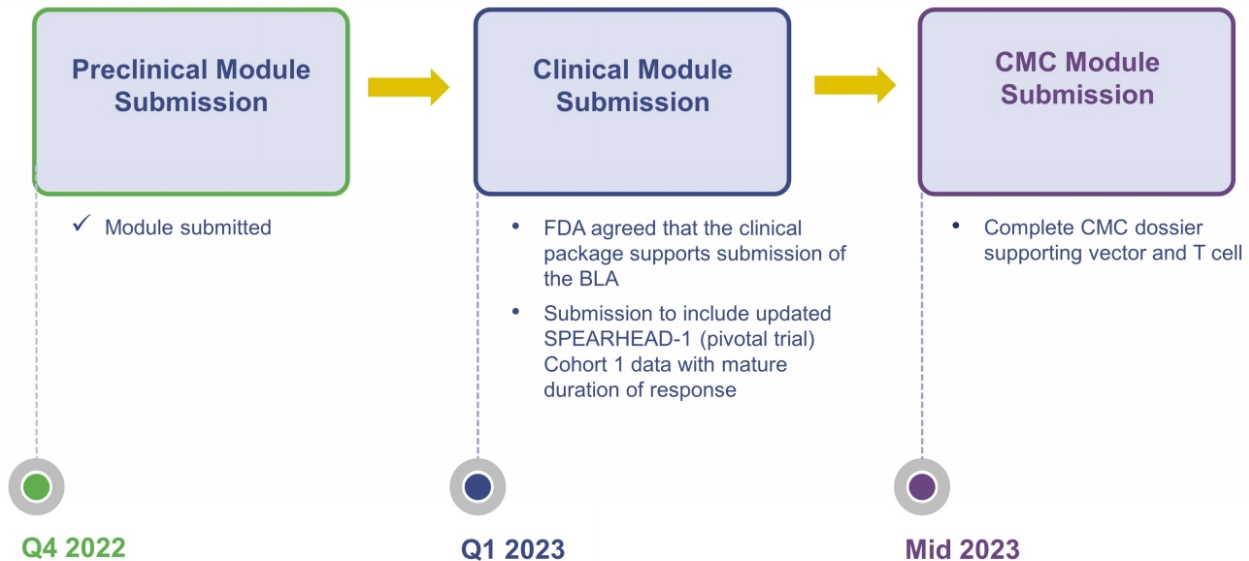 Preclinical Module
Submission
✓ Module submitted
Q4 2022
Clinical Module
Submission
• FDA agreed that the clinical
package supports submission of
the BLA
• Submission to include updated
SPEARHEAD-1 (pivotal trial)
Cohort 1 data with mature
duration of response
Q1 2023
CMC Module
Submission
• Complete CMC dossier
supporting vector and T cell
Mid 2023